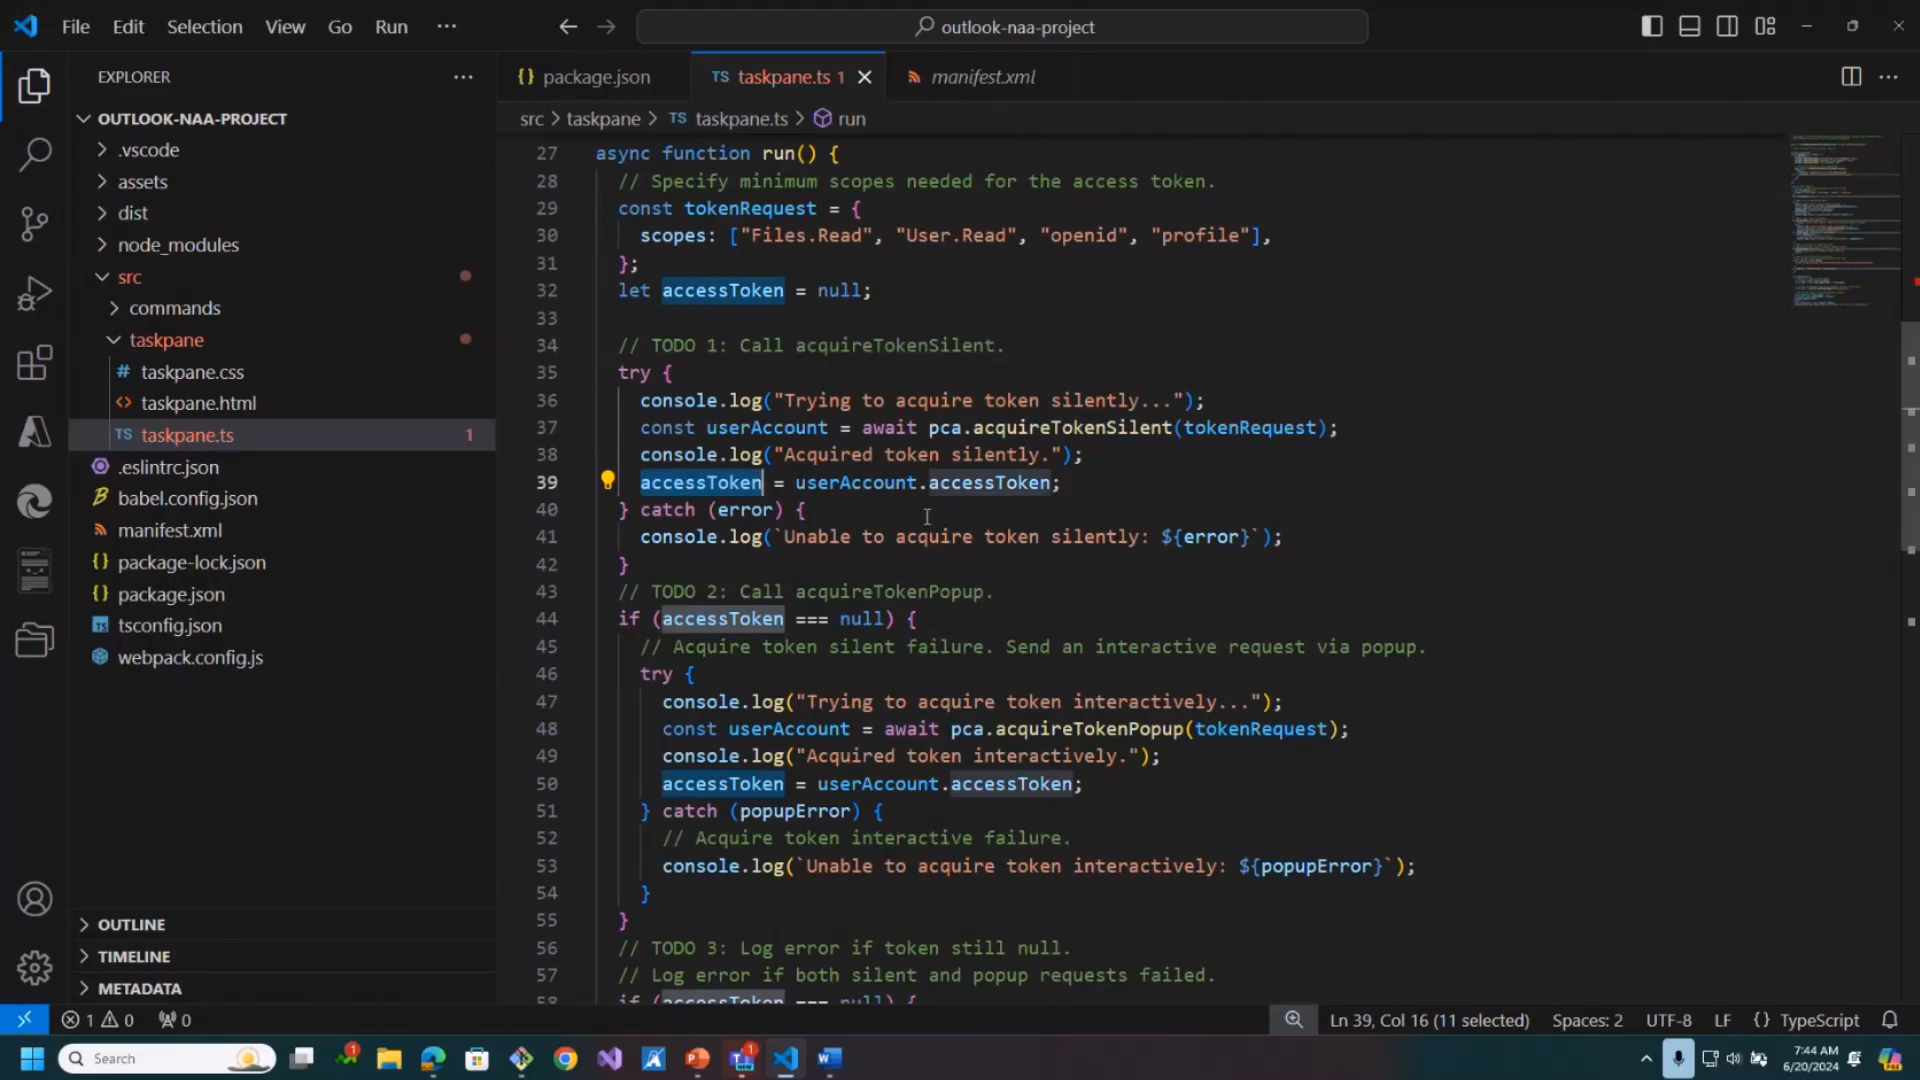 File Edit Selection View Go Run ···
outlook-naa-project
EXPLORER ···
{} package.json TS taskpane.ts 1 manifest.xml ···
src > taskpane > TS taskpane.ts > run
OUTLOOK-NAA-PROJECT
.vscode
assets
dist
node_modules
src
commands
taskpane
# taskpane.css
<> taskpane.html
TS taskpane.ts 1
.eslintrc.json
babel.config.json
manifest.xml
{} package-lock.json
{} package.json
TS tsconfig.json
webpack.config.js
OUTLINE
TIMELINE
METADATA
27 async function run() {
28 // Specify minimum scopes needed for the access token.
29 const tokenRequest = {
30 scopes: ["Files.Read", "User.Read", "openid", "profile"],
31 };
32 let accessToken = null;
33
34 // TODO 1: Call acquireTokenSilent.
35 try {
36 console.log("Trying to acquire token silently...");
37 const userAccount = await pca.acquireTokenSilent(tokenRequest);
38 console.log("Acquired token silently.");
39 accessToken = userAccount.accessToken;
40 } catch (error) {
41 console.log(`Unable to acquire token silently: ${error}`);
42 }
43 // TODO 2: Call acquireTokenPopup.
44 if (accessToken === null) {
45 // Acquire token silent failure. Send an interactive request via popup.
46 try {
47 console.log("Trying to acquire token interactively...");
48 const userAccount = await pca.acquireTokenPopup(tokenRequest);
49 console.log("Acquired token interactively.");
50 accessToken = userAccount.accessToken;
51 } catch (popupError) {
52 // Acquire token interactive failure.
53 console.log(`Unable to acquire token interactively: ${popupError}`);
54 }
55 }
56 // TODO 3: Log error if token still null.
57 // Log error if both silent and popup requests failed.
58 if (accessToken === null) {
1 0 0 Ln 39, Col 16 (11 selected) Spaces: 2 UTF-8 LF {} TypeScript
Search 1 1 7:44 AM
6/20/2024